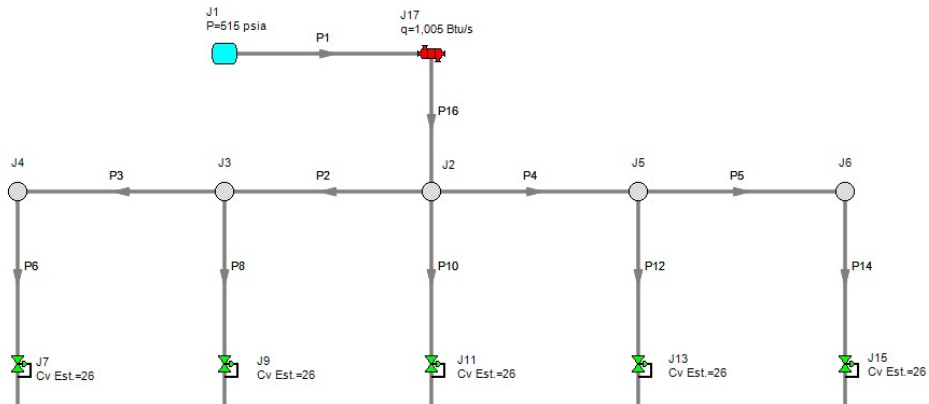 J1
P=515 psia
J17
q=1,005 Btu/s
P1
P16
J4
J3
J2
J5
J6
P3
P2
P4
P5
P6
P8
P10
P12
P14
J7
Cv Est.=26
J9
Cv Est.=26
J11
Cv Est.=26
J13
Cv Est.=26
J15
Cv Est.=26